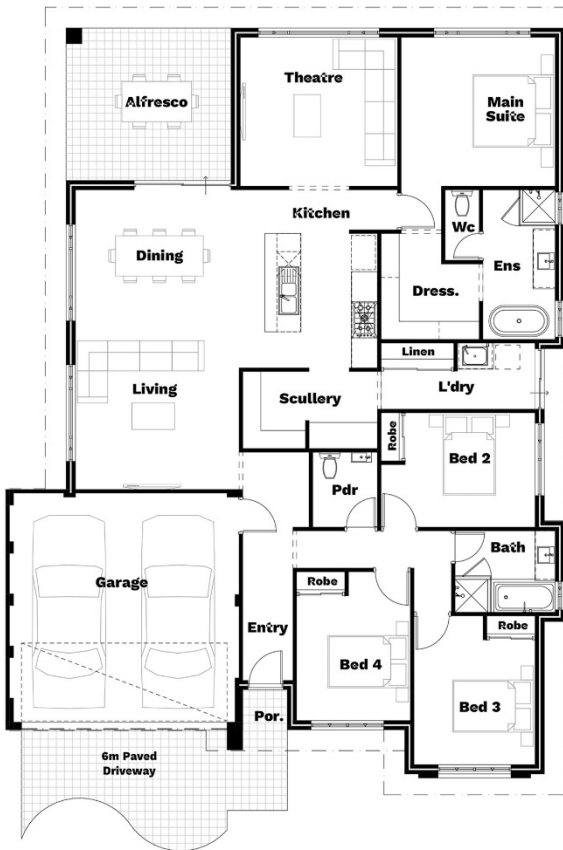 Theatre
Alfresco
Main
Suite
Kitchen
Wc
Dining
Ens
Dress.
Linen
L'dry
Living
Scullery
Robe
Bed 2
Pdr
Bath
Garage
Robe
Entry
Robe
Bed 4
Bed 3
Por.
6m Paved
Driveway